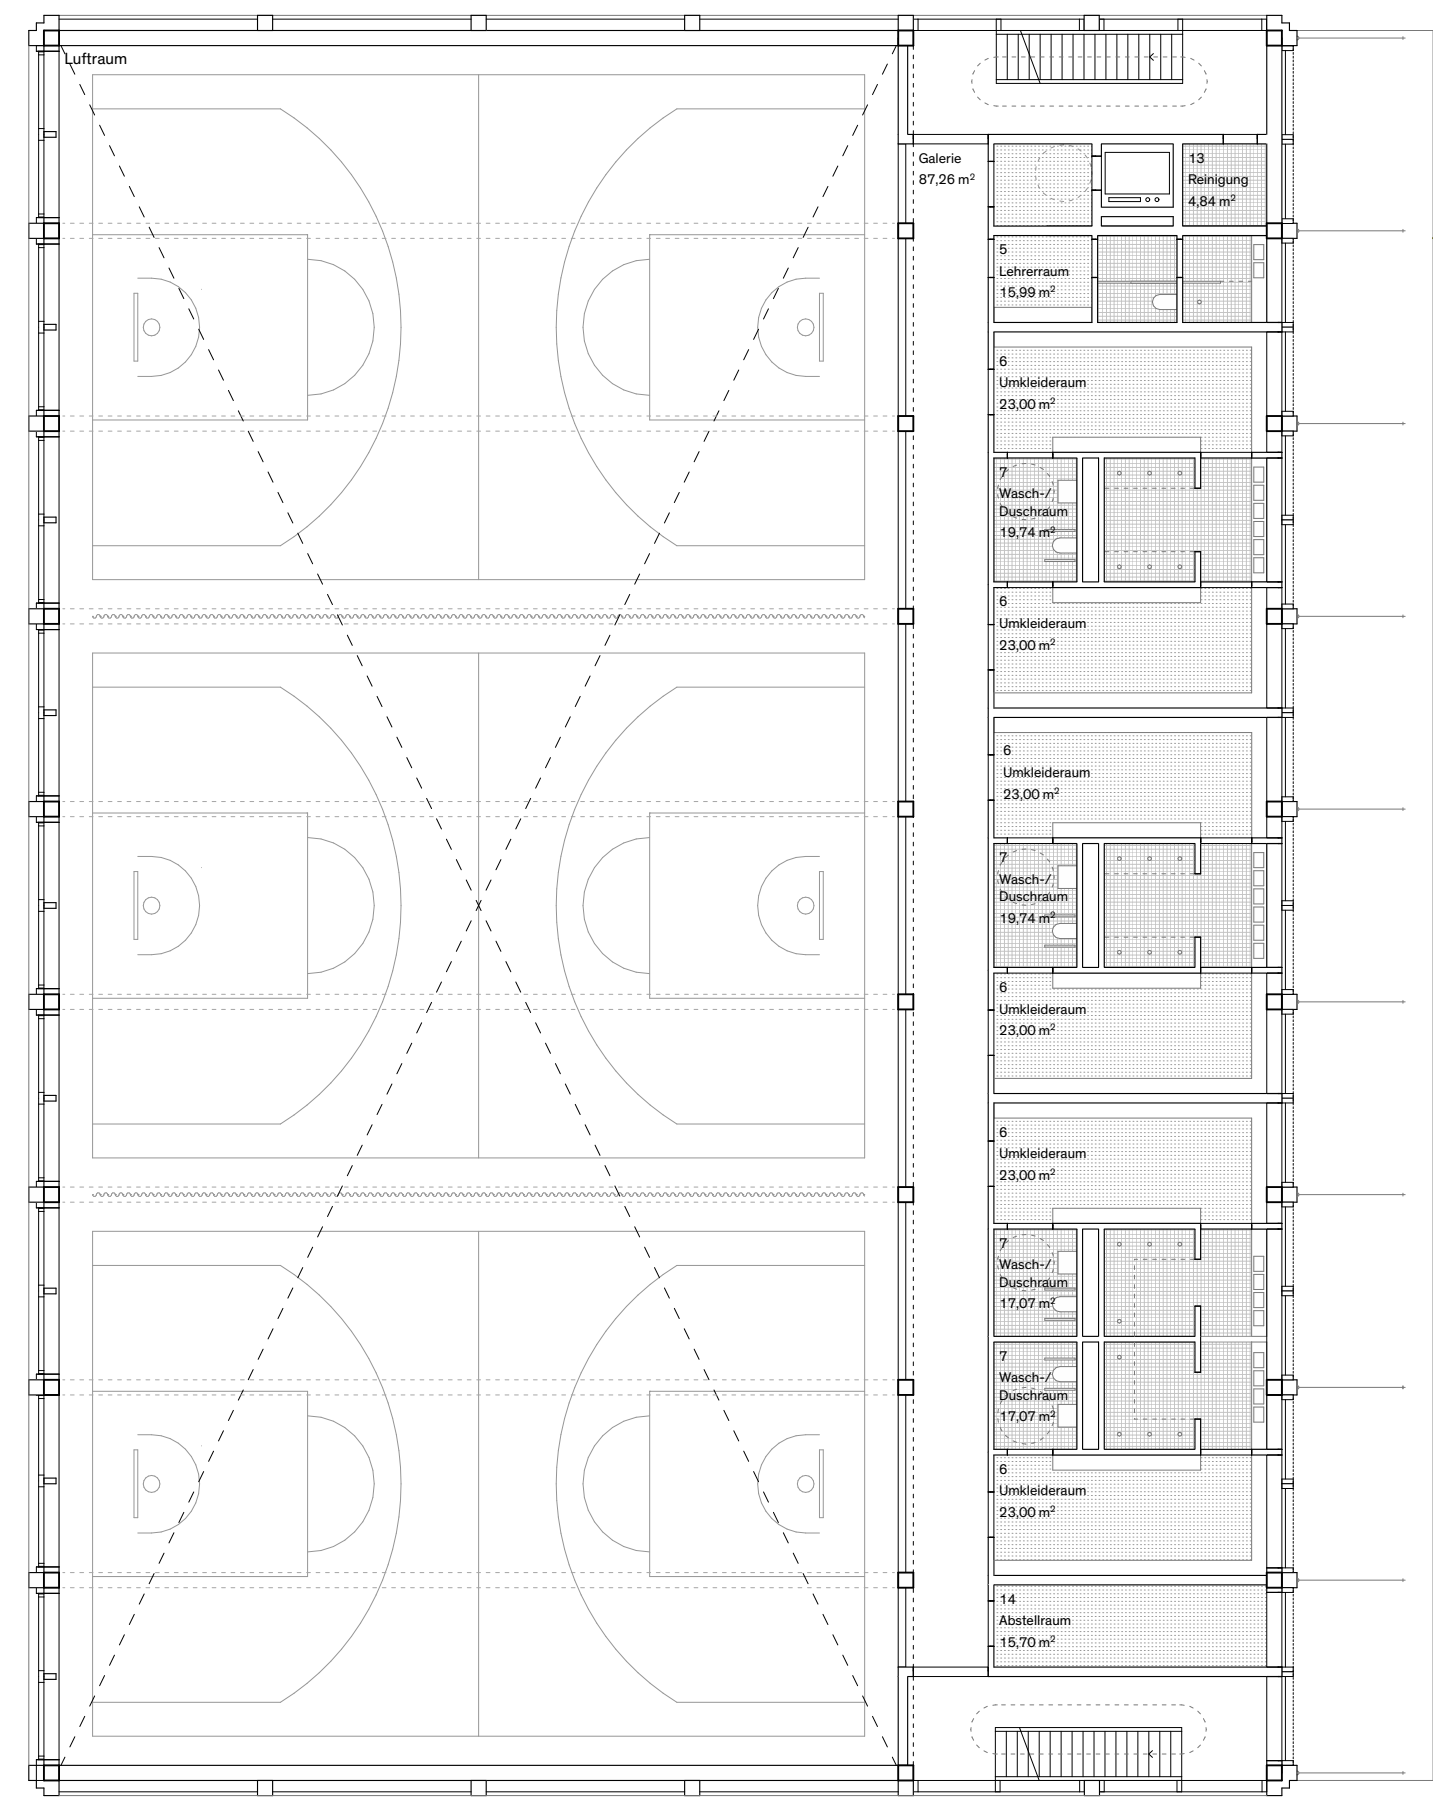 Luftraum
Galerie
87,26 m²
13
Reinigung
4,84 m²
5
Lehrerraum
15,99 m²
6
Umkleideraum
23,00 m²
7
Wasch-/
Duschraum
19,74 m²
6
Umkleideraum
23,00 m²
6
Umkleideraum
23,00 m²
7
Wasch-/
Duschraum
19,74 m²
6
Umkleideraum
23,00 m²
6
Umkleideraum
23,00 m²
7
Wasch-/
Duschraum
17,07 m²
7
Wasch-/
Duschraum
17,07 m²
6
Umkleideraum
23,00 m²
14
Abstellraum
15,70 m²